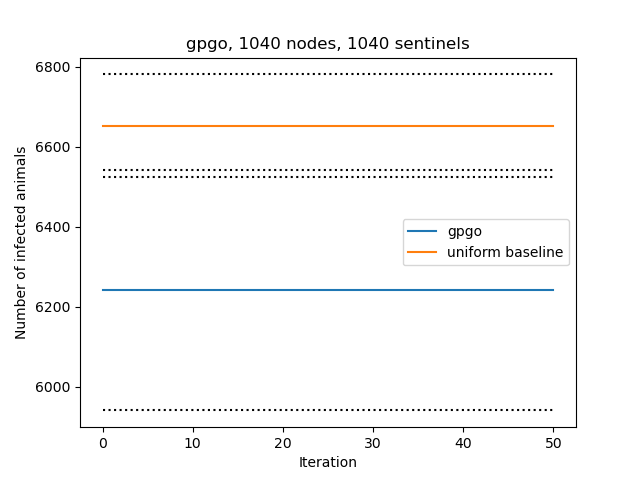 gpgo, 1040 nodes, 1040 sentinels
Number of infected animals
6800
6600
6400
6200
6000
gpgo
uniform baseline
0 10 20 30 40 50
Iteration